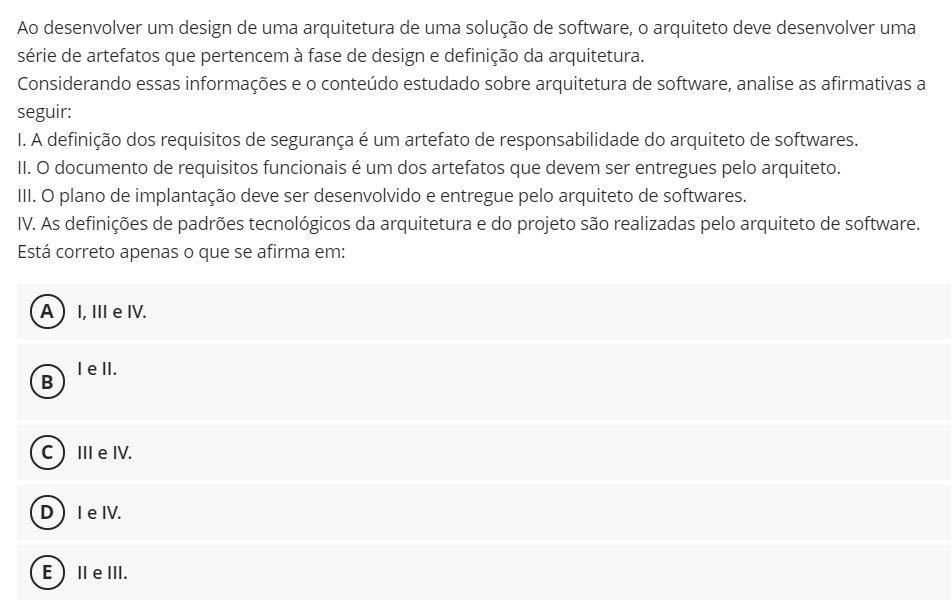 Ao desenvolver um design de uma arquitetura de uma solução de software, o arquiteto deve desenvolver uma
série de artefatos que pertencem à fase de design e definição da arquitetura.
Considerando essas informações e o conteúdo estudado sobre arquitetura de software, analise as afirmativas a
seguir:
I. A definição dos requisitos de segurança é um artefato de responsabilidade do arquiteto de softwares.
II. O documento de requisitos funcionais é um dos artefatos que devem ser entregues pelo arquiteto.
III. O plano de implantação deve ser desenvolvido e entregue pelo arquiteto de softwares.
IV. As definições de padrões tecnológicos da arquitetura e do projeto são realizadas pelo arquiteto de software.
Está correto apenas o que se afirma em:
A I, III e IV.
B I e II.
C III e IV.
D I e IV.
E II e III.